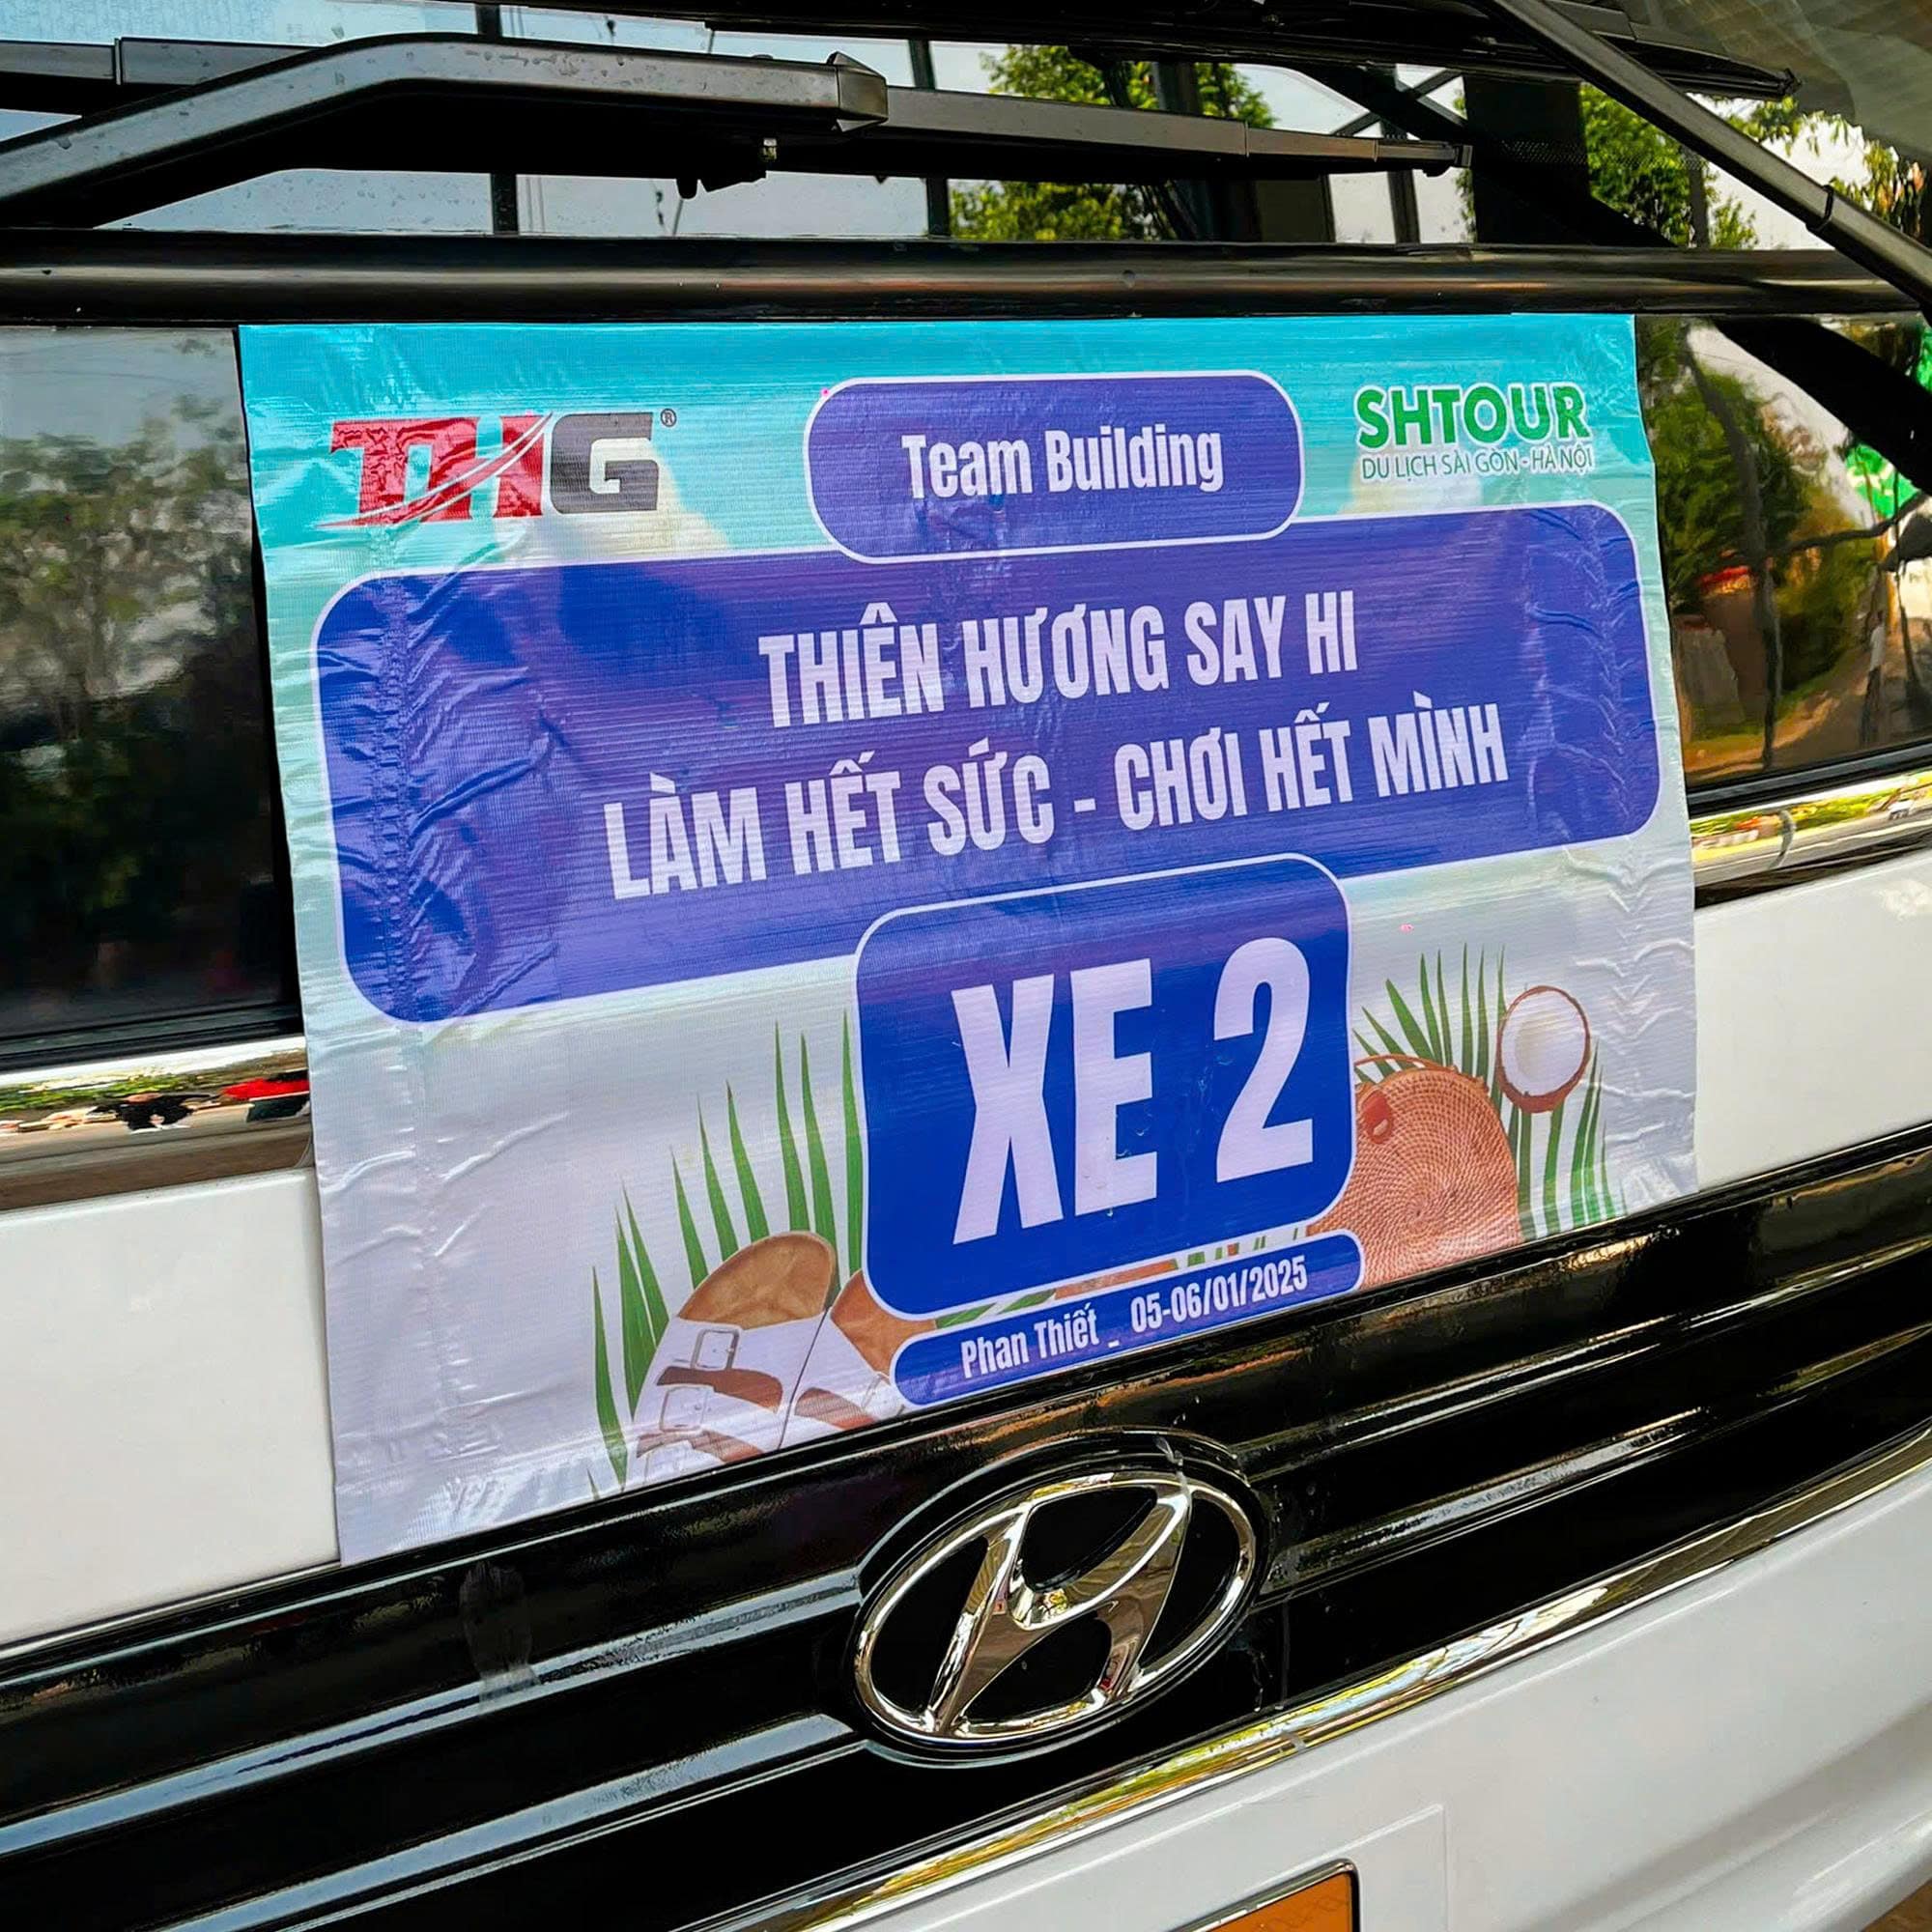 THG®
Team Building
SHTOUR
DU LỊCH SÀI GÒN - HÀ NỘI
THIÊN HƯƠNG SAY HI
LÀM HẾT SỨC - CHƠI HẾT MÌNH
XE 2
Phan Thiết _ 05-06/01/2025